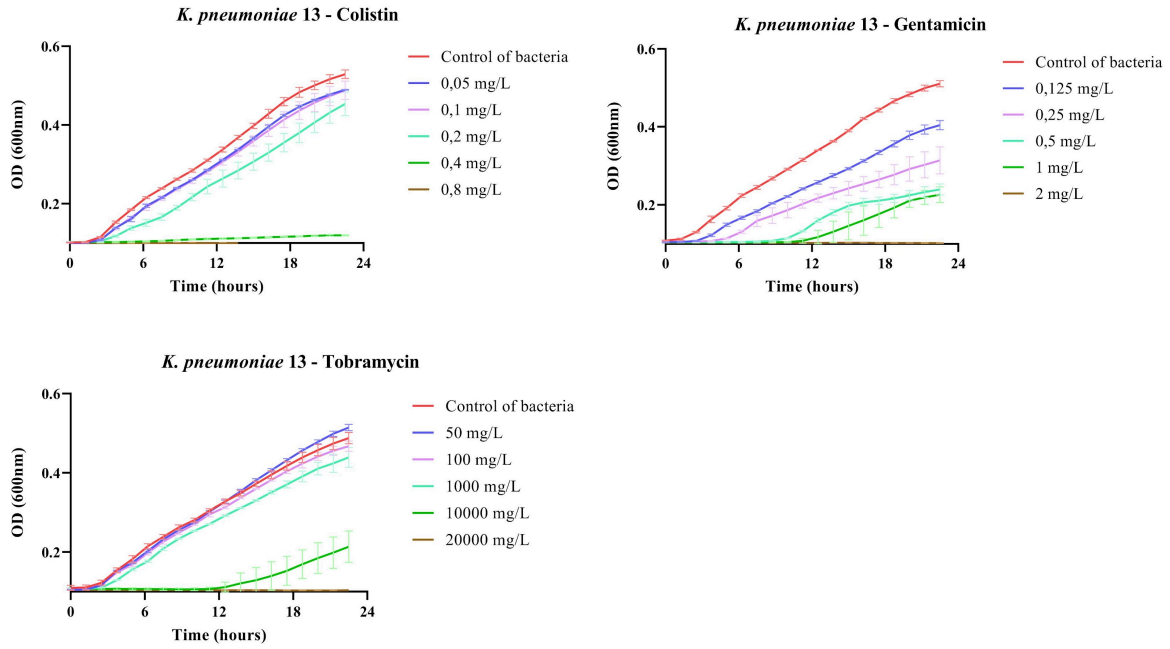 K. pneumoniae 13 - Colistin
0.6
0.4
0.2
OD (600nm)
0
6
12
18
24
Time (hours)
Control of bacteria
0,05 mg/L
0,1 mg/L
0,2 mg/L
0,4 mg/L
0,8 mg/L
K. pneumoniae 13 - Gentamicin
0.6
0.4
0.2
OD (600nm)
0
6
12
18
24
Time (hours)
Control of bacteria
0,125 mg/L
0,25 mg/L
0,5 mg/L
1 mg/L
2 mg/L
K. pneumoniae 13 - Tobramycin
0.6
0.4
0.2
OD (600nm)
0
6
12
18
24
Time (hours)
Control of bacteria
50 mg/L
100 mg/L
1000 mg/L
10000 mg/L
20000 mg/L